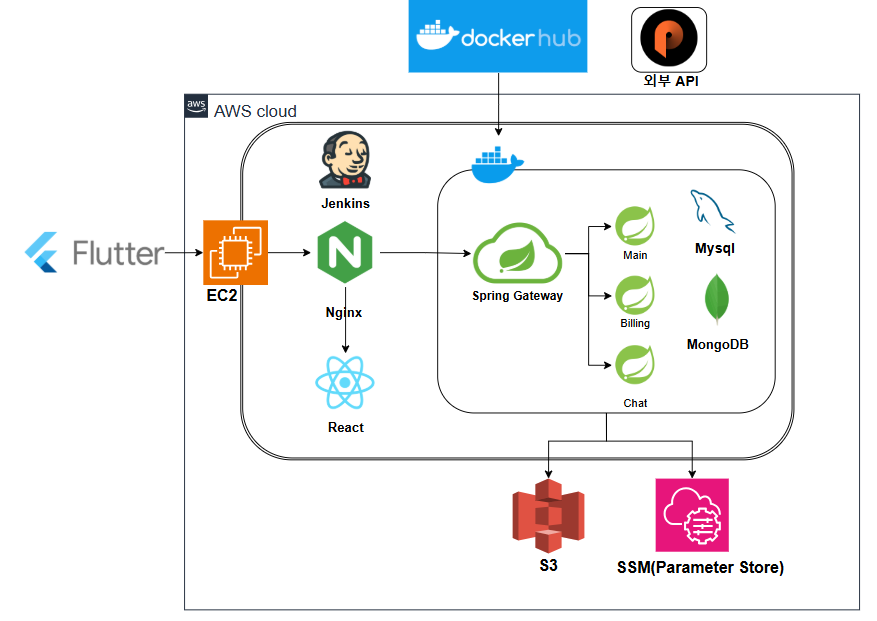 docker hub
외부 API
aws
AWS cloud
Jenkins
Flutter
EC2
N
Nginx
React
Spring Gateway
Main
Billing
Chat
Mysql
MongoDB
S3
SSM(Parameter Store)